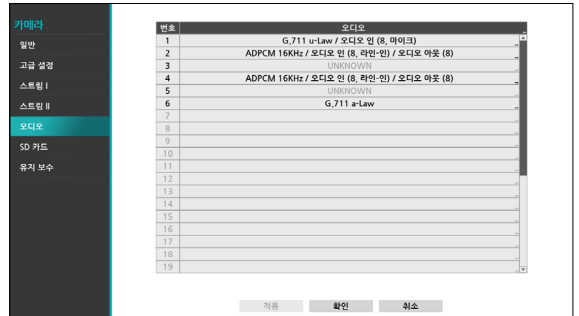 카메라
일반
고급 설정
스트림 I
스트림 II
오디오
SD 카드
유지 보수
번호 오디오
1 G.711 u-Law / 오디오 인 (8, 마이크)
2 ADPCM 16KHz / 오디오 인 (8, 라인-인) / 오디오 아웃 (8)
3 UNKNOWN
4 ADPCM 16KHz / 오디오 인 (8, 라인-인) / 오디오 아웃 (8)
5 UNKNOWN
6 G.711 a-Law
7
8
9
10
11
12
13
14
15
16
17
18
19
적용 확인 취소